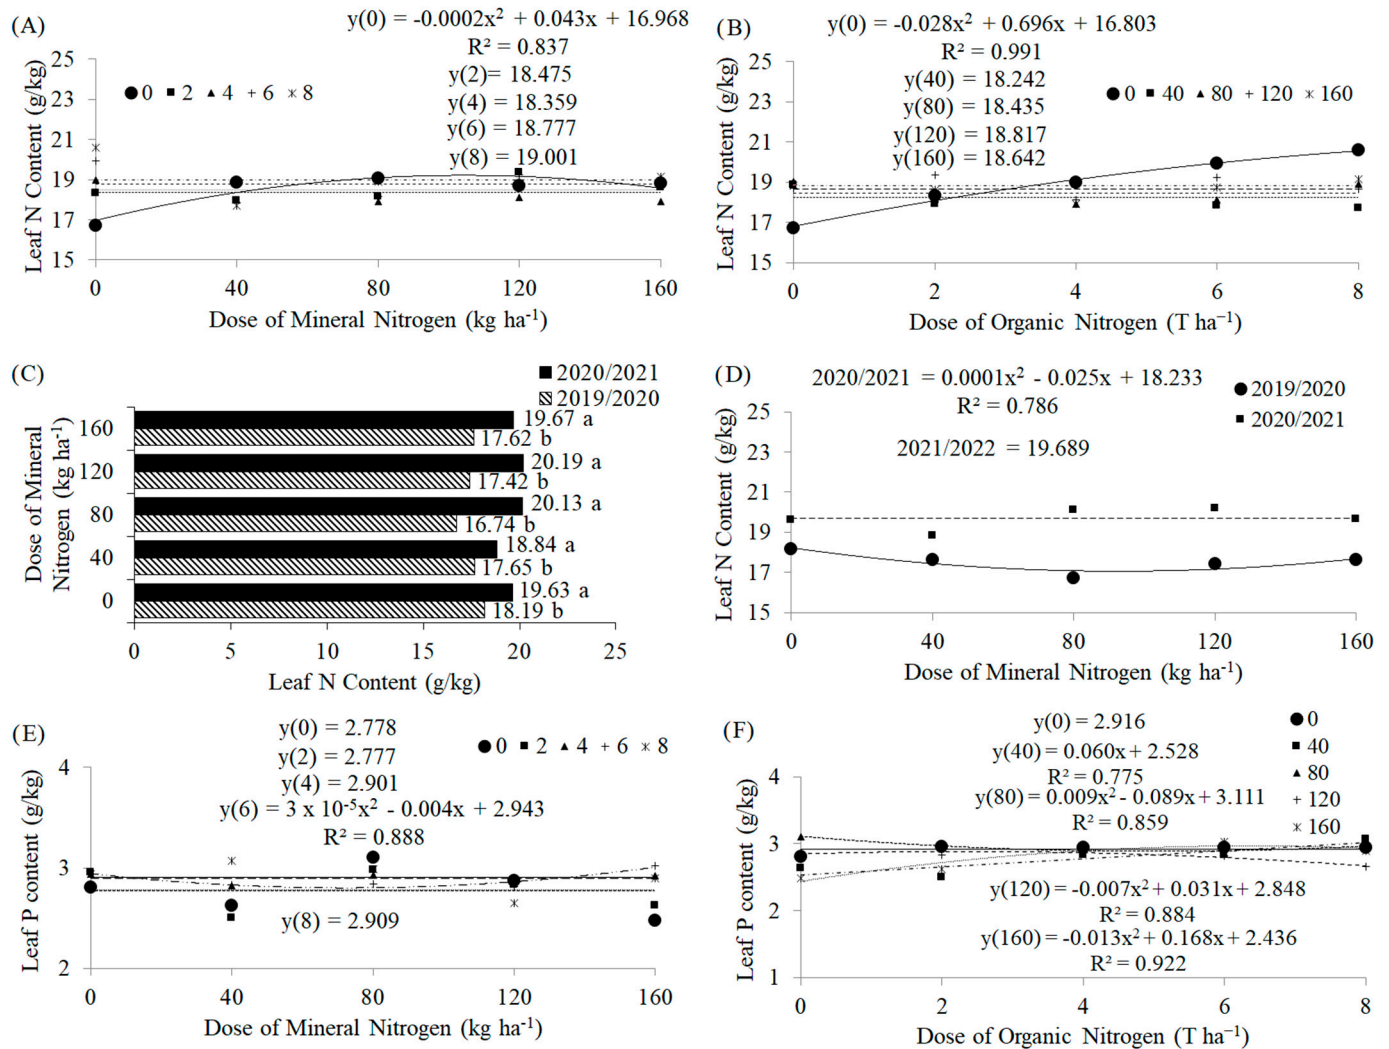 (A)
y(0) = -0.0002x² + 0.043x + 16.968
R² = 0.837
y(2)= 18.475
y(4) = 18.359
y(6) = 18.777
y(8) = 19.001
0 2 4 6 8
Leaf N Content (g/kg)
25
23
21
19
17
15
0 40 80 120 160
Dose of Mineral Nitrogen (kg ha⁻¹)
(B)
y(0) = -0.028x² + 0.696x + 16.803
R² = 0.991
y(40) = 18.242
y(80) = 18.435
y(120) = 18.817
y(160) = 18.642
0 40 80 120 160
Leaf N Content (g/kg)
25
23
21
19
17
15
0 2 4 6 8
Dose of Organic Nitrogen (T ha⁻¹)
(C)
2020/2021
2019/2020
Dose of Mineral
Nitrogen (kg ha⁻¹)
160
120
80
40
0
19.67 a
17.62 b
20.19 a
17.42 b
20.13 a
16.74 b
18.84 a
17.65 b
19.63 a
18.19 b
0 5 10 15 20 25
Leaf N Content (g/kg)
(D)
2020/2021 = 0.0001x² - 0.025x + 18.233
R² = 0.786
2021/2022 = 19.689
2019/2020
2020/2021
Leaf N Content (g/kg)
25
23
21
19
17
15
0 40 80 120 160
Dose of Mineral Nitrogen (kg ha⁻¹)
(E)
y(0) = 2.778
y(2) = 2.777
y(4) = 2.901
y(6) = 3 x 10⁻⁵x² - 0.004x + 2.943
R² = 0.888
y(8) = 2.909
0 2 4 6 8
Leaf P content (g/kg)
4
3
2
0 40 80 120 160
Dose of Mineral Nitrogen (kg ha⁻¹)
(F)
y(0) = 2.916
y(40) = 0.060x + 2.528
R² = 0.775
y(80) = 0.009x² - 0.089x + 3.111
R² = 0.859
y(120) = -0.007x² + 0.031x + 2.848
R² = 0.884
y(160) = -0.013x² + 0.168x + 2.436
R² = 0.922
0
40
80
120
160
Leaf P content (g/kg)
4
3
2
1
0 2 4 6 8
Dose of Organic Nitrogen (T ha⁻¹)